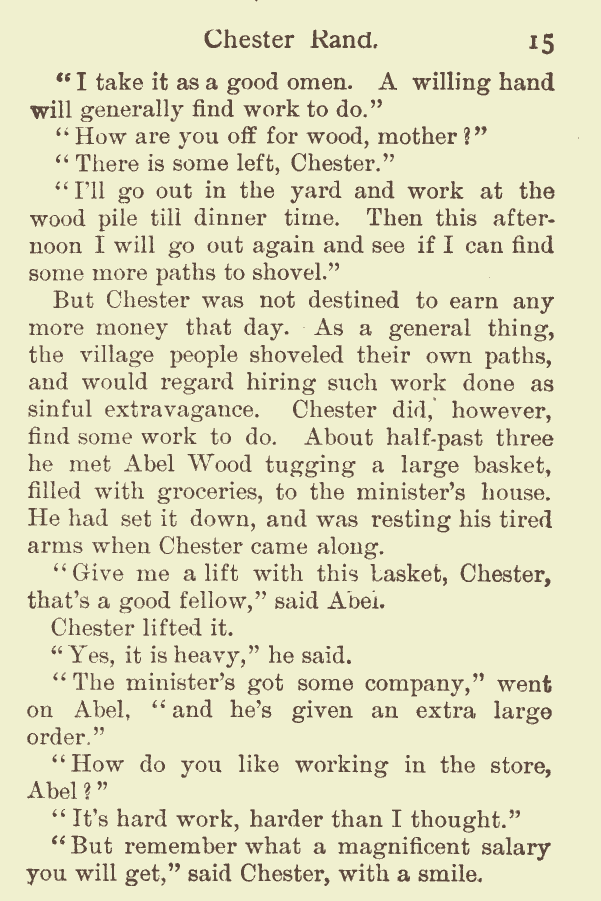 Chester Rand. 15
"I take it as a good omen. A willing hand
will generally find work to do."
"How are you off for wood, mother?"
"There is some left, Chester."
"I'll go out in the yard and work at the
wood pile till dinner time. Then this after-
noon I will go out again and see if I can find
some more paths to shovel."
But Chester was not destined to earn any
more money that day. As a general thing,
the village people shoveled their own paths,
and would regard hiring such work done as
sinful extravagance. Chester did, however,
find some work to do. About half-past three
he met Abel Wood tugging a large basket,
filled with groceries, to the minister's house.
He had set it down, and was resting his tired
arms when Chester came along.
"Give me a lift with this basket, Chester,
that's a good fellow," said Abel.
Chester lifted it.
"Yes, it is heavy," he said.
"The minister's got some company," went
on Abel, "and he's given an extra large
order."
"How do you like working in the store,
Abel?"
"It's hard work, harder than I thought."
"But remember what a magnificent salary
you will get," said Chester, with a smile.